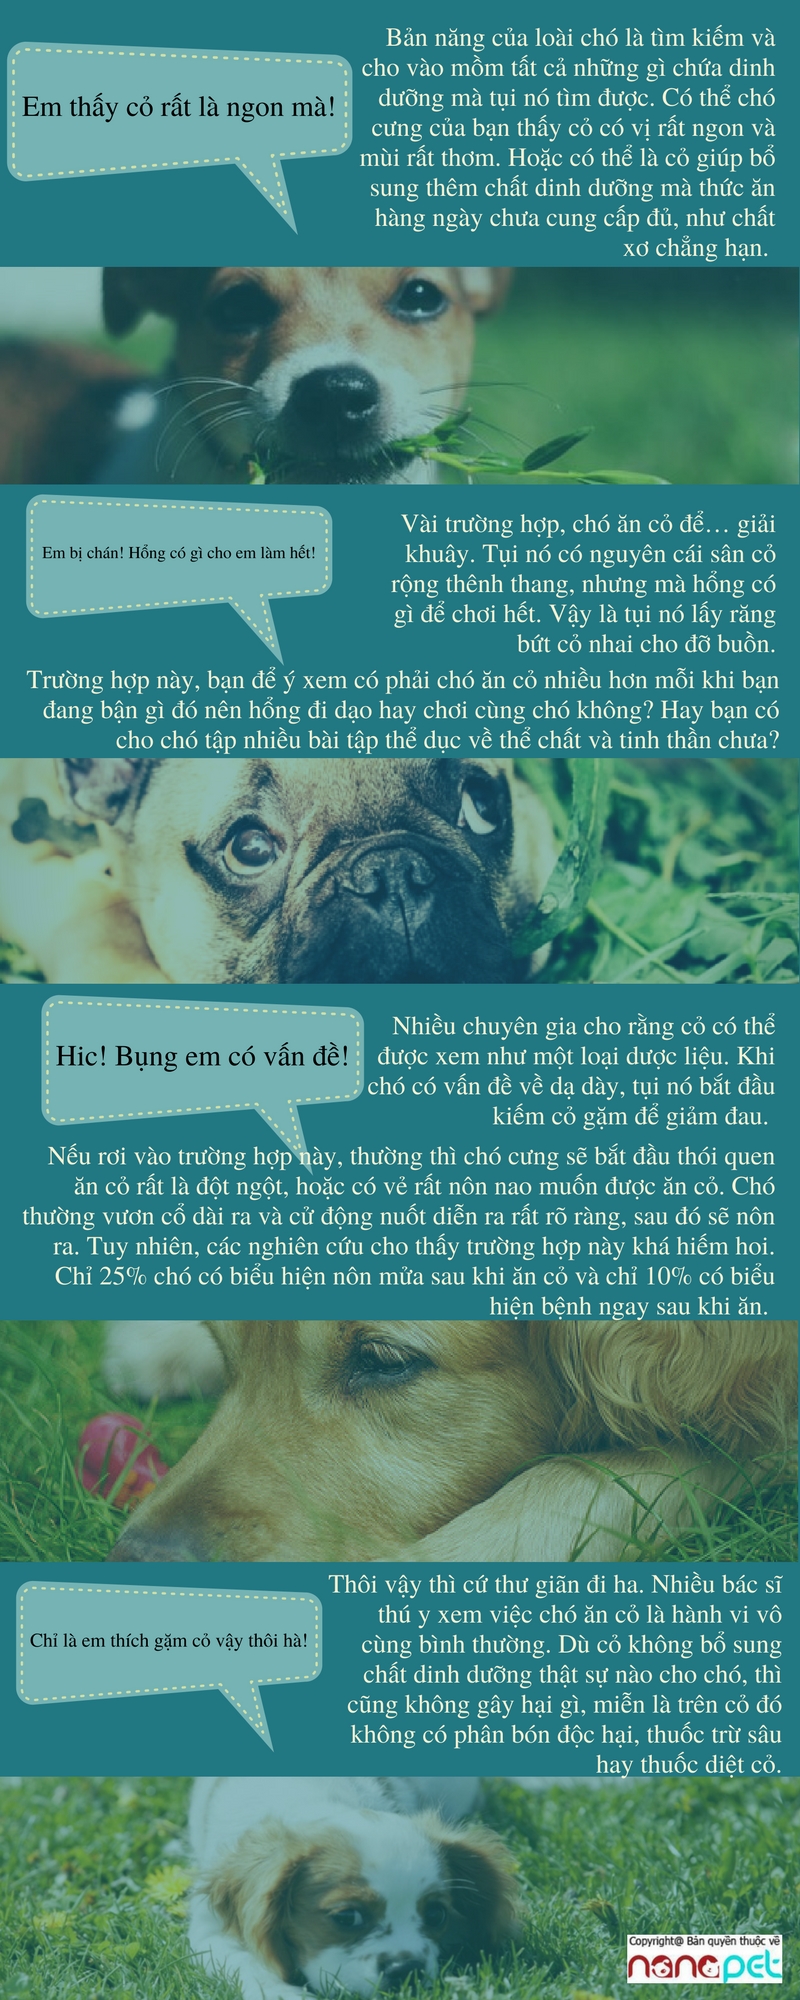 Em thấy cỏ rất là ngon mà!
Bản năng của loài chó là tìm kiếm và
cho vào mồm tất cả những gì chứa dinh
dưỡng mà tụi nó tìm được. Có thể chó
cưng của bạn thấy cỏ có vị rất ngon và
mùi rất thơm. Hoặc có thể là cỏ giúp bổ
sung thêm chất dinh dưỡng mà thức ăn
hàng ngày chưa cung cấp đủ, như chất
xơ chẳng hạn.
Em bị chán! Hổng có gì cho em làm hết!
Vài trường hợp, chó ăn cỏ để… giải
khuây. Tụi nó có nguyên cái sân cỏ
rộng thênh thang, nhưng mà hổng có
gì để chơi hết. Vậy là tụi nó lấy răng
bứt cỏ nhai cho đỡ buồn.
Trường hợp này, bạn để ý xem có phải chó ăn cỏ nhiều hơn mỗi khi bạn
đang bận gì đó nên hổng đi dạo hay chơi cùng chó không? Hay bạn có
cho chó tập nhiều bài tập thể dục về thể chất và tinh thần chưa?
Hic! Bụng em có vấn đề!
Nhiều chuyên gia cho rằng cỏ có thể
được xem như một loại dược liệu. Khi
chó có vấn đề về dạ dày, tụi nó bắt đầu
kiếm cỏ gặm để giảm đau.
Nếu rơi vào trường hợp này, thường thì chó cưng sẽ bắt đầu thói quen
ăn cỏ rất là đột ngột, hoặc có vẻ rất nôn nao muốn được ăn cỏ. Chó
thường vươn cổ dài ra và cử động nuốt diễn ra rất rõ ràng, sau đó sẽ nôn
ra. Tuy nhiên, các nghiên cứu cho thấy trường hợp này khá hiếm hoi.
Chỉ 25% chó có biểu hiện nôn mửa sau khi ăn cỏ và chỉ 10% có biểu
hiện bệnh ngay sau khi ăn.
Chỉ là em thích gặm cỏ vậy thôi hà!
Thôi vậy thì cứ thư giãn đi ha. Nhiều bác sĩ
thú y xem việc chó ăn cỏ là hành vi vô
cùng bình thường. Dù cỏ không bổ sung
chất dinh dưỡng thật sự nào cho chó, thì
cũng không gây hại gì, miễn là trên cỏ đó
không có phân bón độc hại, thuốc trừ sâu
hay thuốc diệt cỏ.
Copyright@ Bản quyền thuộc về
nanopet